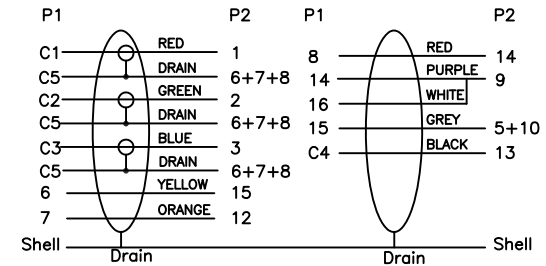 P1 P2 P1 P2
C1 RED 1
C5 DRAIN 6+7+8
C2 GREEN 2
C5 DRAIN 6+7+8
C3 BLUE 3
C5 DRAIN 6+7+8
6 YELLOW 15
7 ORANGE 12
8 RED 14
14 PURPLE 9
16 WHITE
15 GREY 5+10
C4 BLACK 13
Shell Shell
Drain Drain